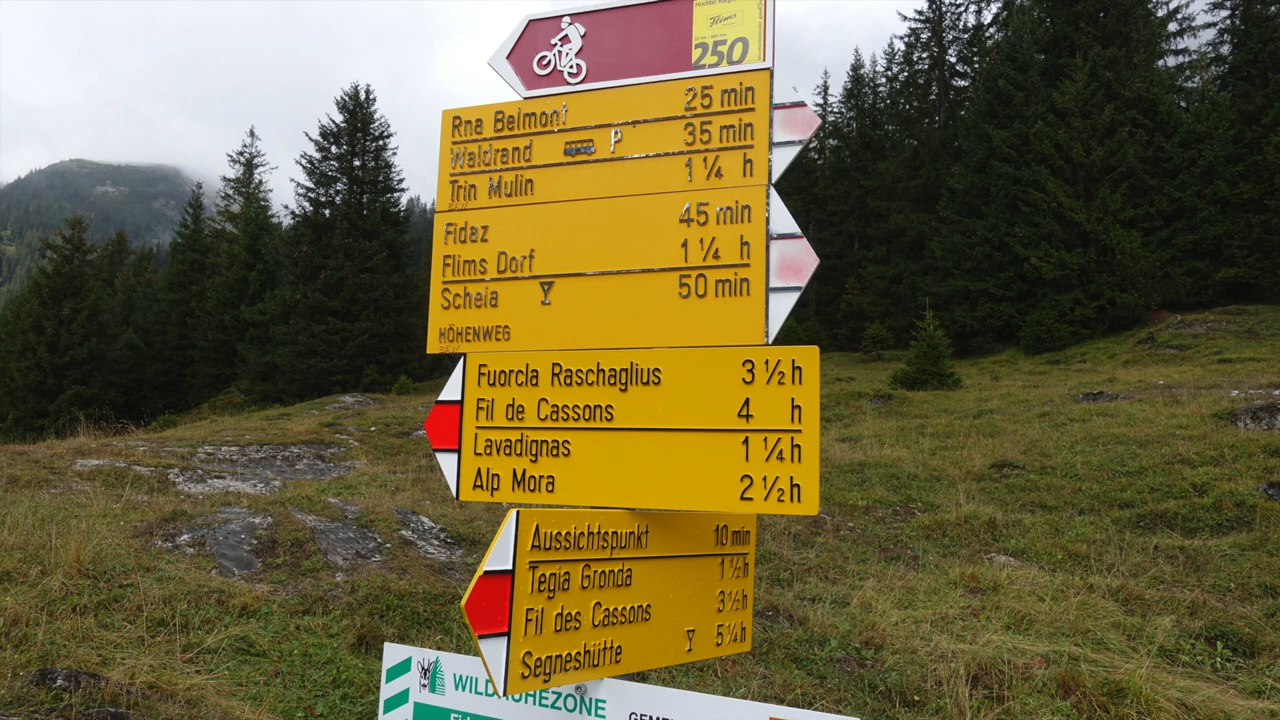 Flims
250
Rna Belmont 25 min
Waldrand P 35 min
Trin Mulin 1 ¼ h
Fidaz 45 min
Flims Dorf 1 ¼ h
Scheia 50 min
HÖHENWEG
Fuorcla Raschaglius 3 ½ h
Fil de Cassons 4 h
Lavadignas 1 ¼ h
Alp Mora 2 ½ h
Aussichtspunkt 10 min
Tegia Gronda 1 ½ h
Fil des Cassons 3 ½ h
Segneshütte 5 ¼ h
WILDRUHEZONE